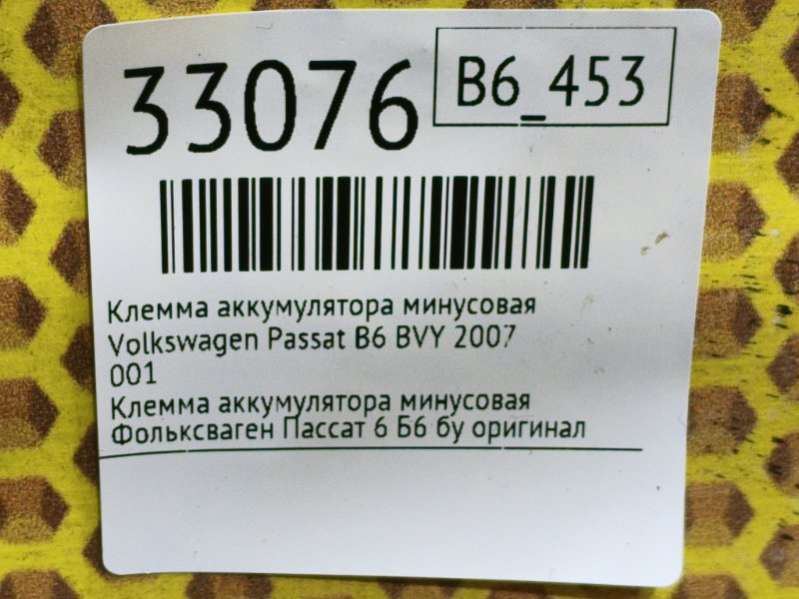 33076
B6_453
Клемма аккумулятора минусовая
Volkswagen Passat B6 BVY 2007
001
Клемма аккумулятора минусовая
Фольксваген Пассат 6 Б6 бу оригинал